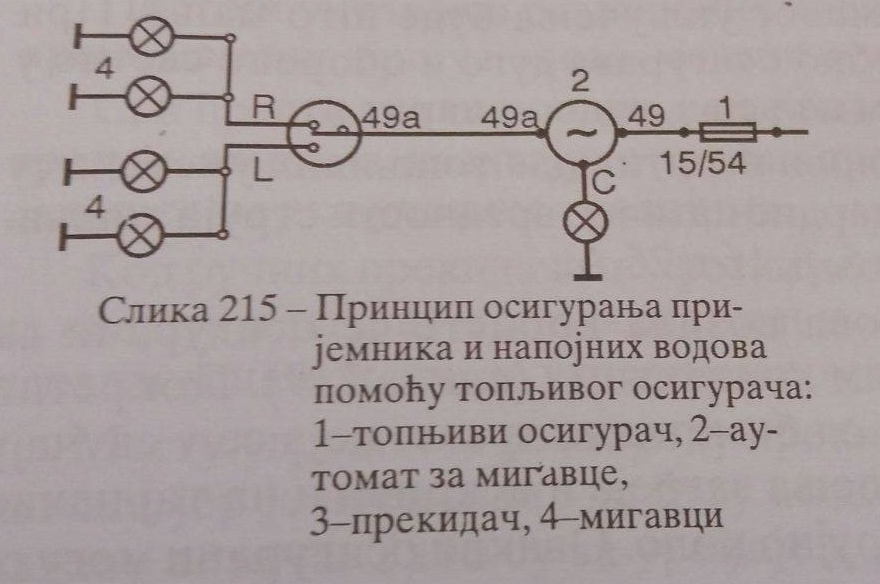 4
R
49a
49a
2
49
1
15/54
L
C
4
Слика 215 – Принцип осигурања при-
јемника и напојних водова
помоћу топљивог осигурача:
1–топњиви осигурач, 2–ау-
томат за мигавце,
3–прекидач, 4–мигавци